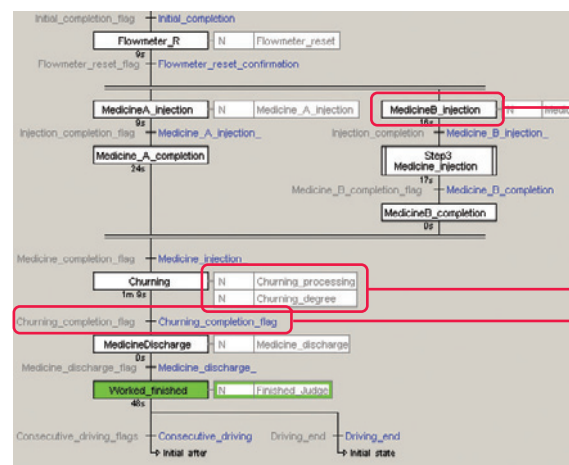 Initial_completion_flag Initial_completion
Flowmeter_R N Flowmeter_reset
9s
Flowmeter_reset_flag Flowmeter_reset_confirmation
MedicineA_injection N Medicine_A_injection MedicineB_injection N
9s 16s
Injection_completion_flag Medicine_A_injection_ Injection_completion Medicine_B_injection_
Medicine_A_completion Step3
Medicine_injection
24s 17s
Medicine_B_completion_flag Medicine_B_completion
MedicineB_completion
0s
Medicine_completion_flag Medicine_injection
Churning N Churning_processing
1m 9s N Churning_degree
Churning_completion_flag Churning_completion_flag
MedicineDischarge N Medicine_discharge
0s
Medicine_discharge_flag Medicine_discharge_
Worked_finished N Finished_Judge
48s
Consecutive_driving_flags Consecutive_driving Driving_end Driving_end
Initial after Initial state